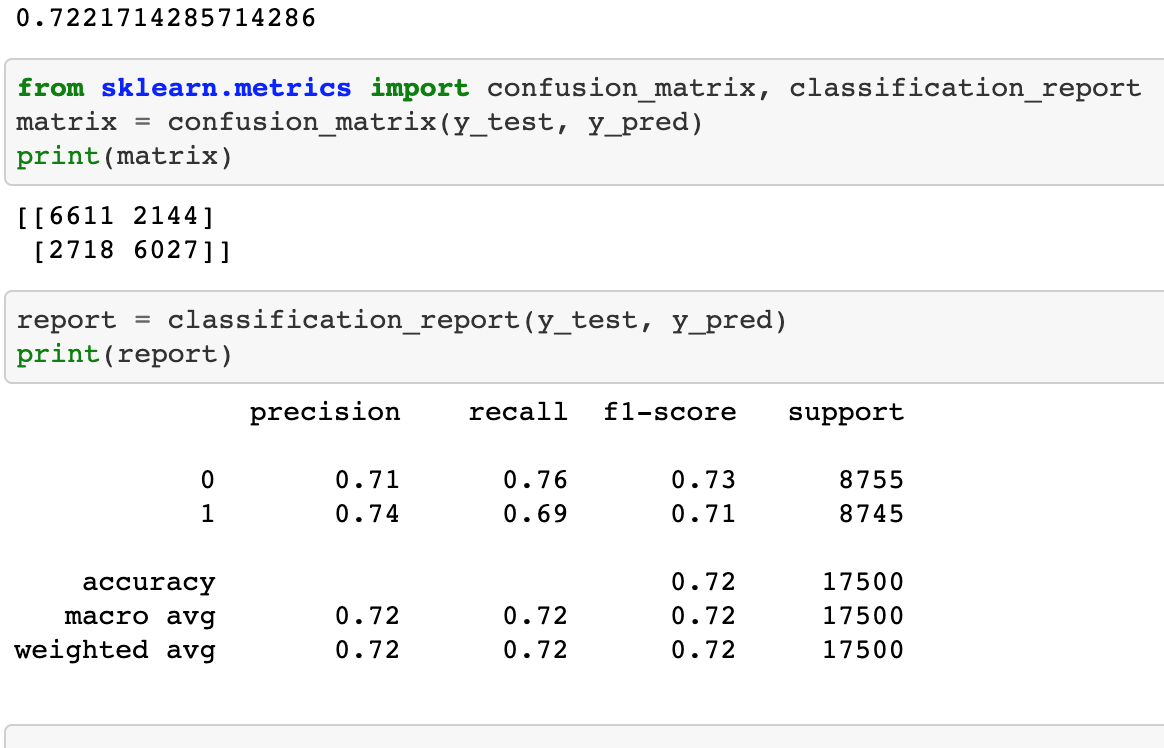 0.7221714285714286
from sklearn.metrics import confusion_matrix, classification_report
matrix = confusion_matrix(y_test, y_pred)
print(matrix)
[[6611 2144]
 [2718 6027]]
report = classification_report(y_test, y_pred)
print(report)
              precision    recall  f1-score   support
           0       0.71      0.76      0.73      8755
           1       0.74      0.69      0.71      8745
    accuracy                           0.72     17500
   macro avg       0.72      0.72      0.72     17500
weighted avg       0.72      0.72      0.72     17500